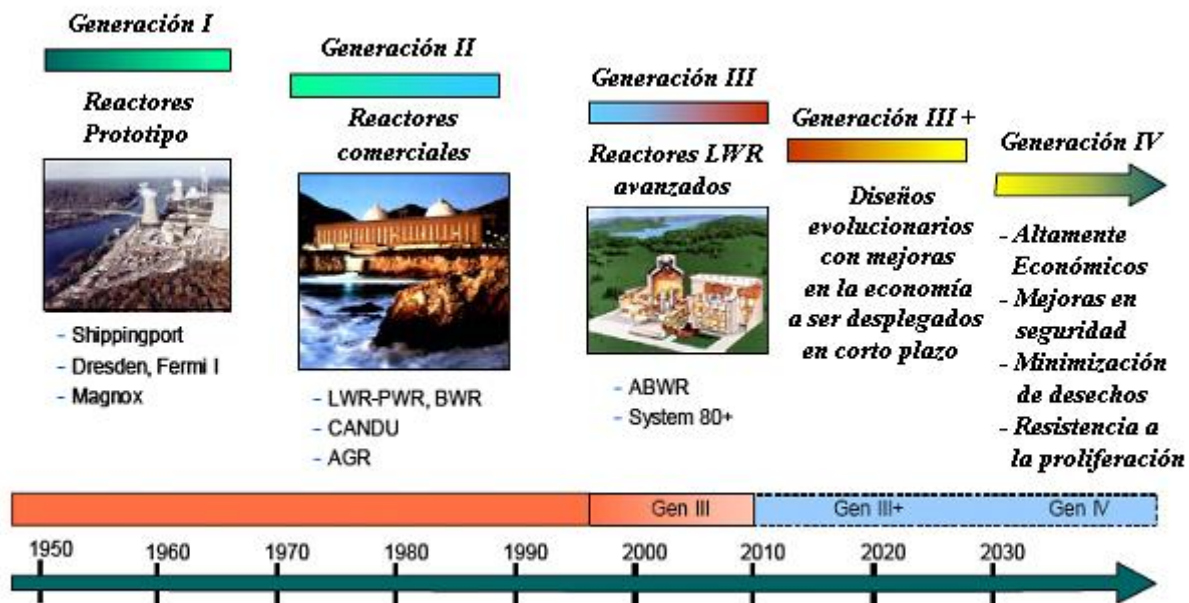 Generación I
Reactores
Prototipo
- Shippingport
- Dresden, Fermi I
- Magnox
Generación II
Reactores
comerciales
- LWR-PWR, BWR
- CANDU
- AGR
Generación III
Reactores LWR
avanzados
- ABWR
- System 80+
Generación III +
Diseños
evolucionarios
con mejoras
en la economía
a ser desplegados
en corto plazo
Generación IV
- Altamente
Económicos
- Mejoras en
seguridad
- Minimización
de desechos
- Resistencia a
la proliferación
Gen III Gen III+ Gen IV
1950 1960 1970 1980 1990 2000 2010 2020 2030